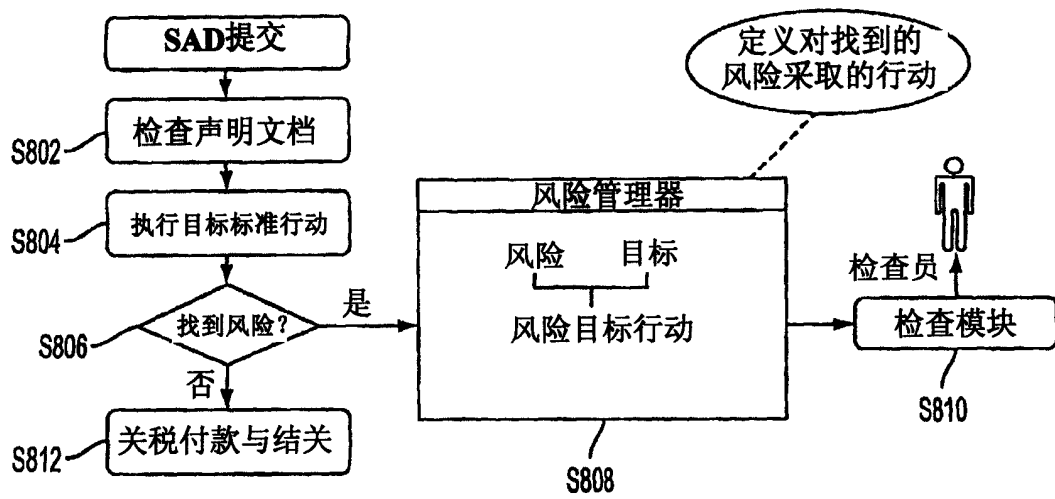 SAD提交
定义对找到的
风险采取的行动
检查声明文档
S802
风险管理器
执行目标标准行动
S804
风险 目标
检查员
找到风险?
是
风险目标行动
检查模块
S806
否
S810
关税付款与结关
S812
S808